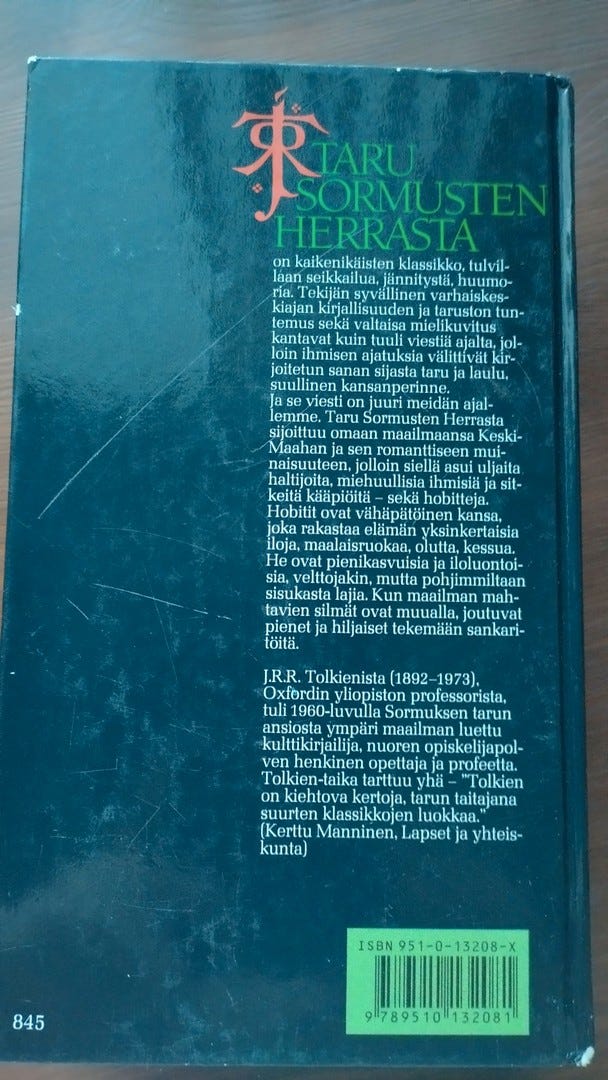 TARU
SORMUSTEN
HERRASTA
on kaikenikäisten klassikko, tulvil-
laan seikkailua, jännitystä, huumo-
ria. Tekijän syvällinen varhaiskes-
kiajan kirjallisuuden ja taruston tun-
temus sekä valtaisa mielikuvitus
kantavat kuin tuuli viestiä ajalta, jol-
loin ihmisen ajatuksia välittivät kir-
joitetun sanan sijasta taru ja laulu,
suullinen kansanperinne.
Ja se viesti on juuri meidän ajal-
lemme. Taru Sormusten Herrasta
sijoittuu omaan maailmaansa Keski-
Maahan ja sen romanttiseen mui-
naisuuteen, jolloin siellä asui uljaita
haltijoita, miehuullisia ihmisiä ja sit-
keitä kääpiöitä – sekä hobitteja.
Hobitit ovat vähäpätöinen kansa,
joka rakastaa elämän yksinkertaisia
iloja, maalaisruokaa, olutta, kessua.
He ovat pienikasvuisia ja iloluontoi-
sia, velttojakin, mutta pohjimmiltaan
sisukasta lajia. Kun maailman mah-
tavien silmät ovat muualla, joutuvat
pienet ja hiljaiset tekemään sankari-
töitä.
J.R.R. Tolkienista (1892–1973),
Oxfordin yliopiston professorista,
tuli 1960-luvulla Sormuksen tarun
ansiosta ympäri maailman luettu
kulttikirjailija, nuoren opiskelijapol-
ven henkinen opettaja ja profeetta.
Tolkien-taika tarttuu yhä – ”Tolkien
on kiehtova kertoja, tarun taitajana
suurten klassikkojen luokkaa.”
(Kerttu Manninen, Lapset ja yhteis-
kunta)
ISBN 951-0-13208-X
9 789510 132081
845